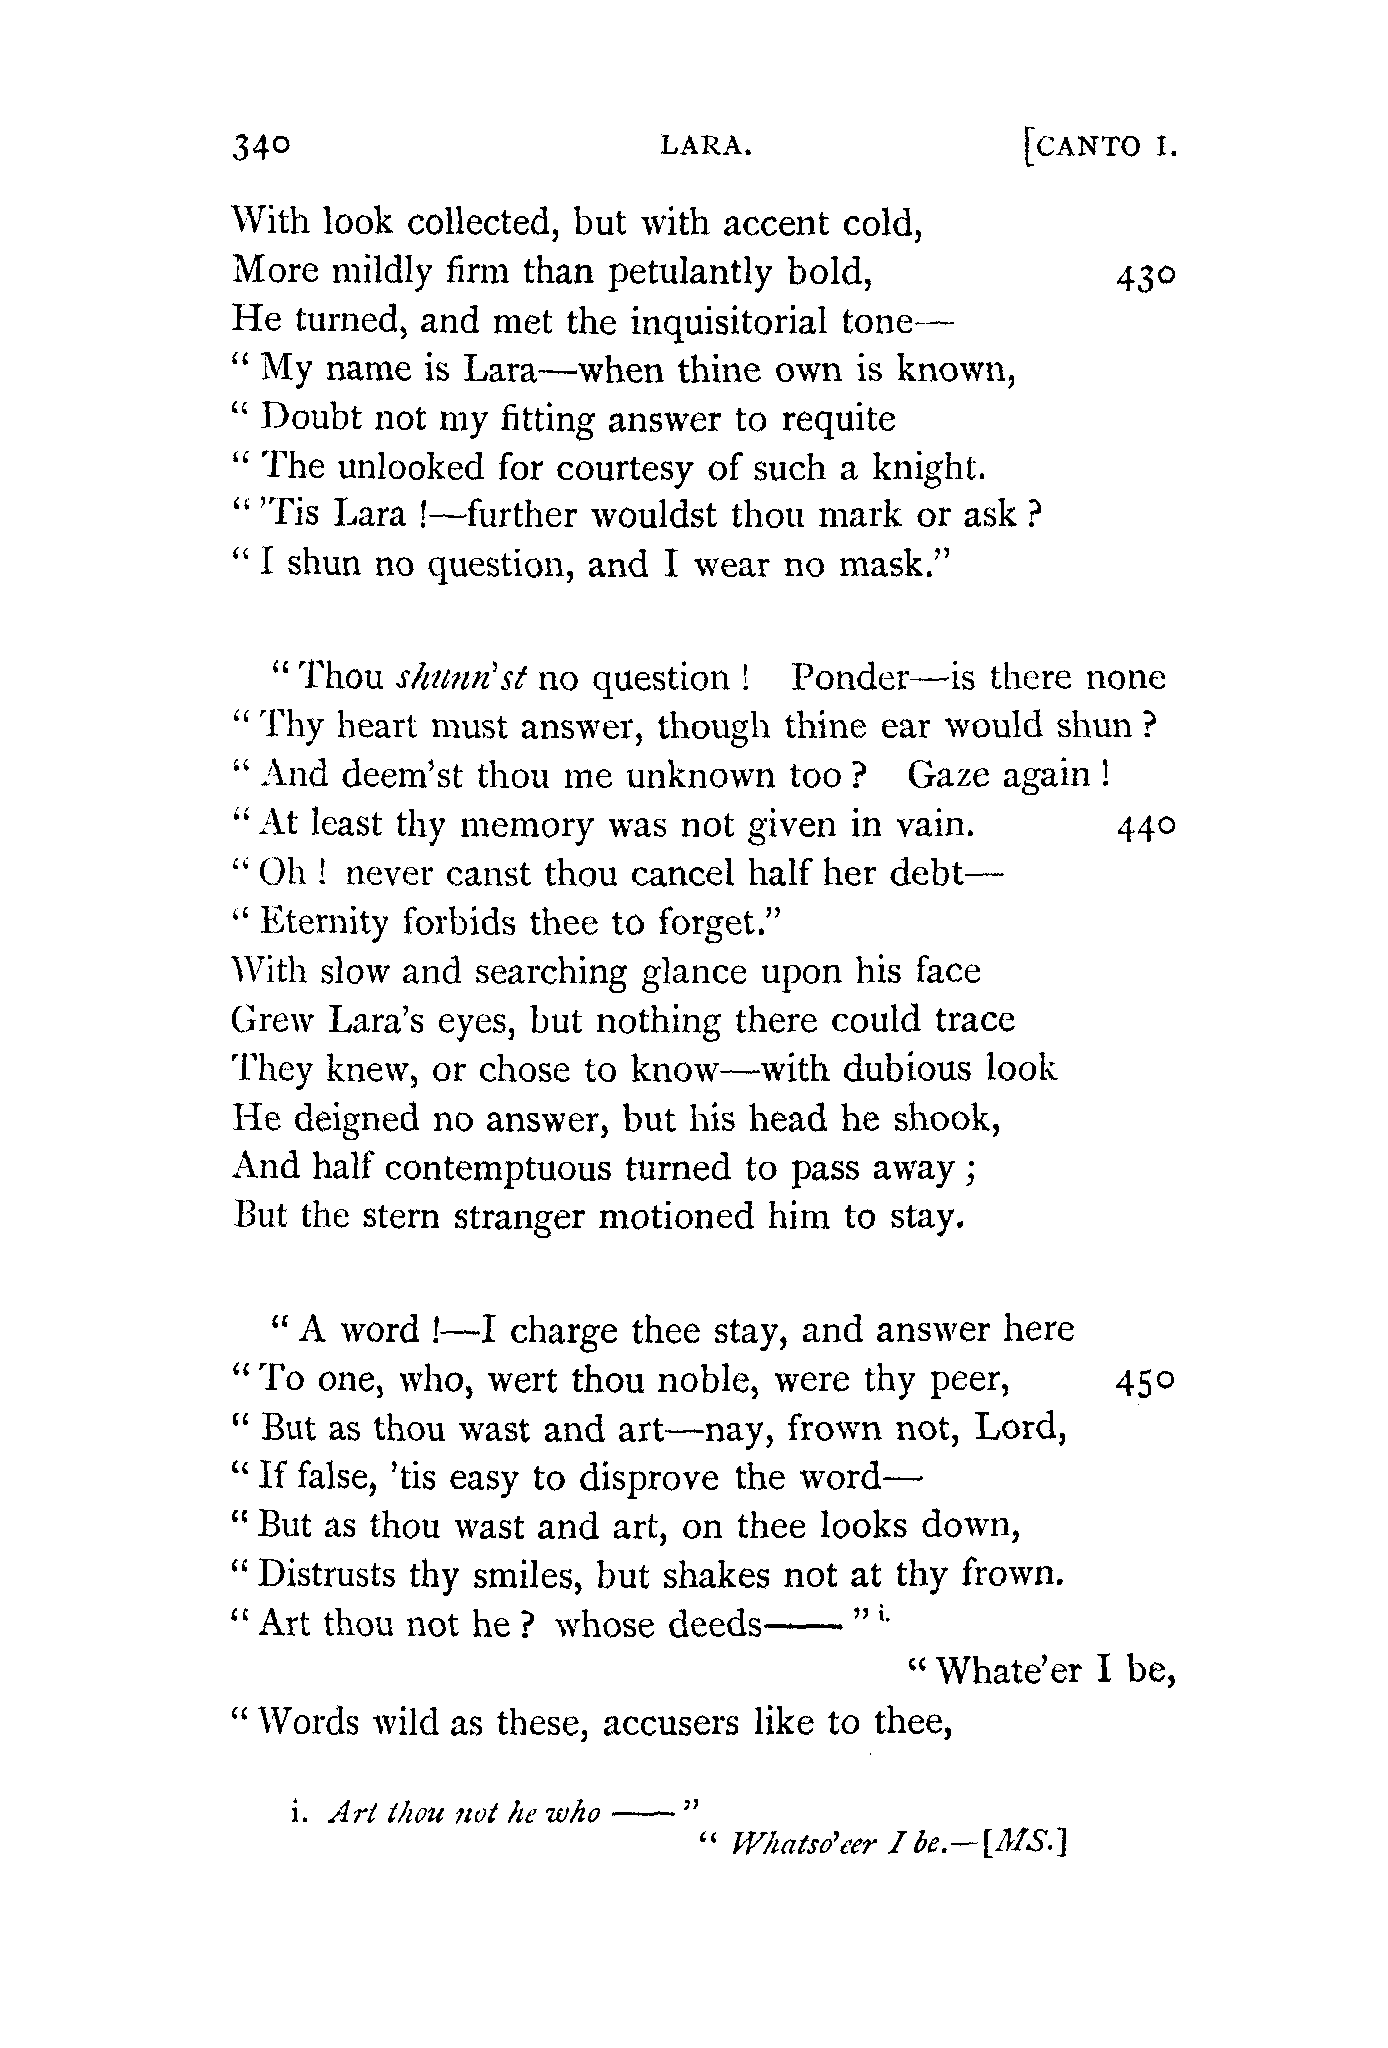 340 LARA. [CANTO I.
With look collected, but with accent cold,
More mildly firm than petulantly bold, 430
He turned, and met the inquisitorial tone—
“ My name is Lara—when thine own is known,
“ Doubt not my fitting answer to requite
“ The unlooked for courtesy of such a knight.
“ ’Tis Lara !—further wouldst thou mark or ask ?
“ I shun no question, and I wear no mask.”
“ Thou shunn’st no question ! Ponder—is there none
“ Thy heart must answer, though thine ear would shun ?
“ And deem’st thou me unknown too ? Gaze again !
“ At least thy memory was not given in vain. 440
“ Oh ! never canst thou cancel half her debt—
“ Eternity forbids thee to forget.”
With slow and searching glance upon his face
Grew Lara’s eyes, but nothing there could trace
They knew, or chose to know—with dubious look
He deigned no answer, but his head he shook,
And half contemptuous turned to pass away ;
But the stern stranger motioned him to stay.
“ A word !—I charge thee stay, and answer here
“ To one, who, wert thou noble, were thy peer, 450
“ But as thou wast and art—nay, frown not, Lord,
“ If false, ’tis easy to disprove the word—
“ But as thou wast and art, on thee looks down,
“ Distrusts thy smiles, but shakes not at thy frown.
“ Art thou not he ? whose deeds—— ” i.
“ Whate’er I be,
“ Words wild as these, accusers like to thee,
i. Art thou not he who —— ”
“ Whatso’eer I be.—[MS.]